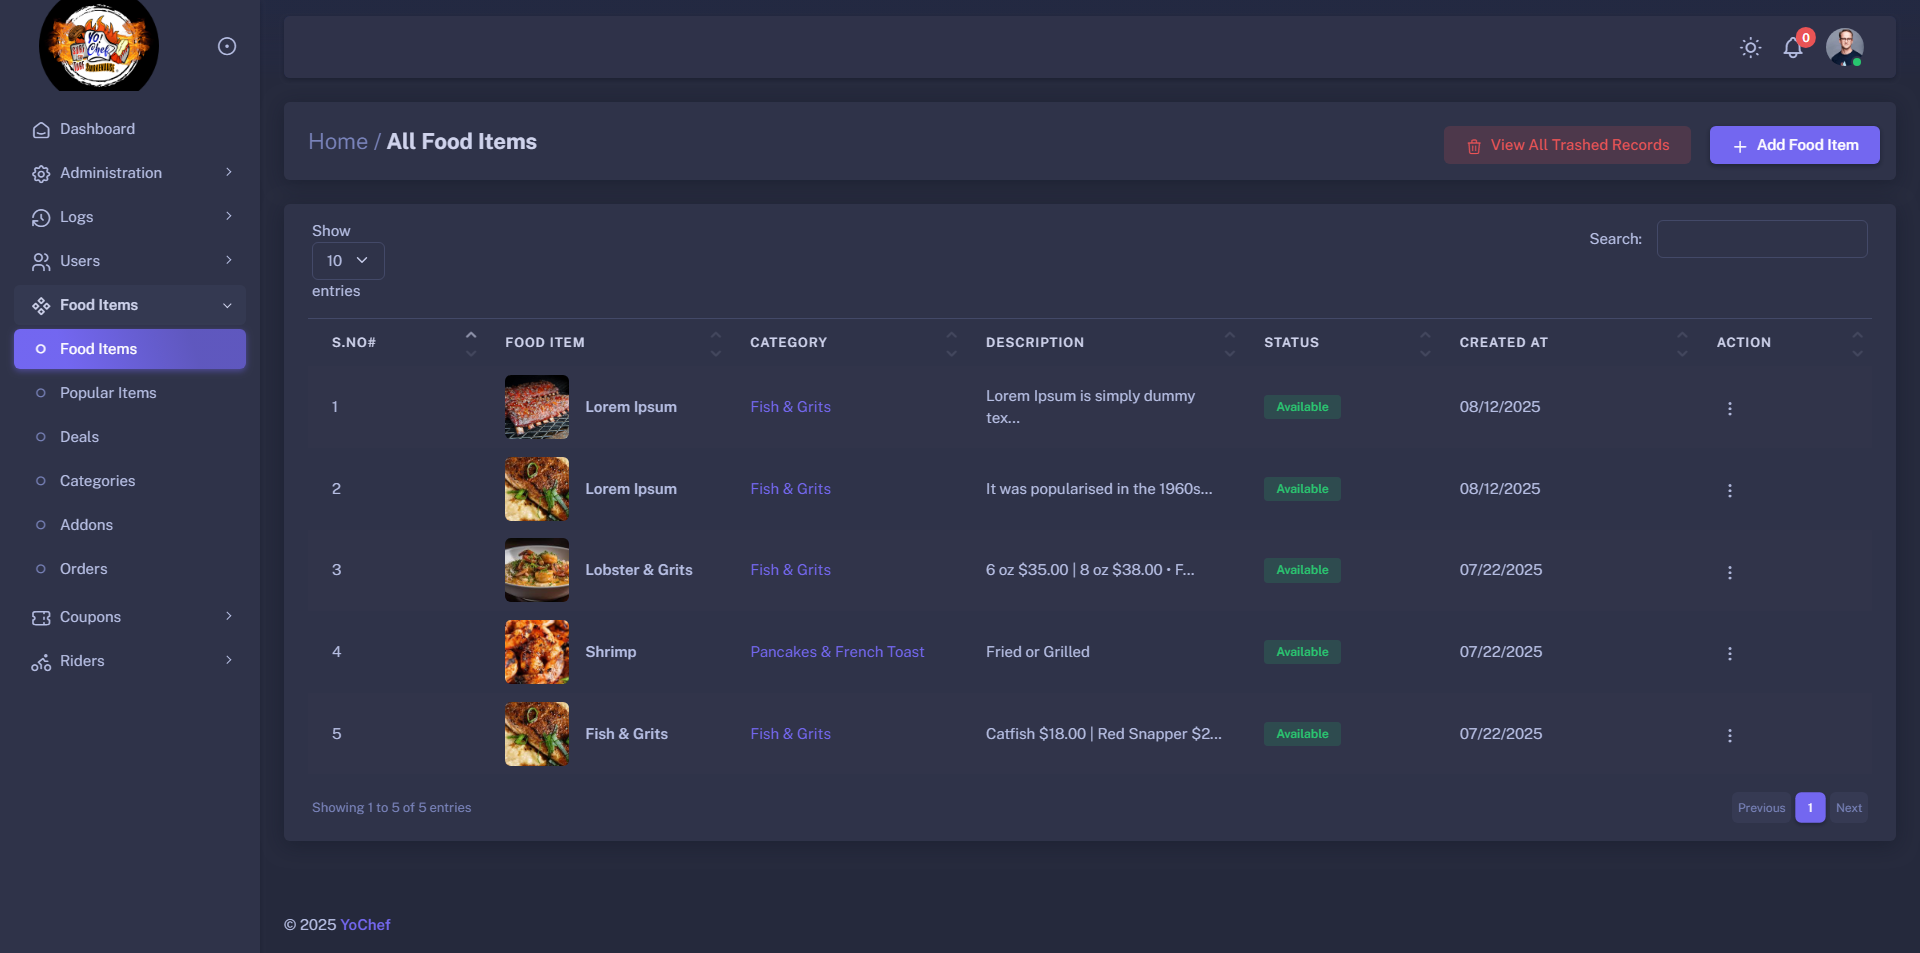 Yo!
Chef
SMOKEHOUSE
0
Dashboard
Administration
Logs
Users
Food Items
Food Items
Popular Items
Deals
Categories
Addons
Orders
Coupons
Riders
Home / All Food Items
View All Trashed Records
Add Food Item
Show
10
entries
Search:
S.NO# FOOD ITEM CATEGORY DESCRIPTION STATUS CREATED AT ACTION
1 Lorem Ipsum Fish & Grits Lorem Ipsum is simply dummy
tex... Available 08/12/2025
2 Lorem Ipsum Fish & Grits It was popularised in the 1960s... Available 08/12/2025
3 Lobster & Grits Fish & Grits 6 oz $35.00 | 8 oz $38.00 • F... Available 07/22/2025
4 Shrimp Pancakes & French Toast Fried or Grilled Available 07/22/2025
5 Fish & Grits Fish & Grits Catfish $18.00 | Red Snapper $2... Available 07/22/2025
Showing 1 to 5 of 5 entries
Previous 1 Next
© 2025 YoChef